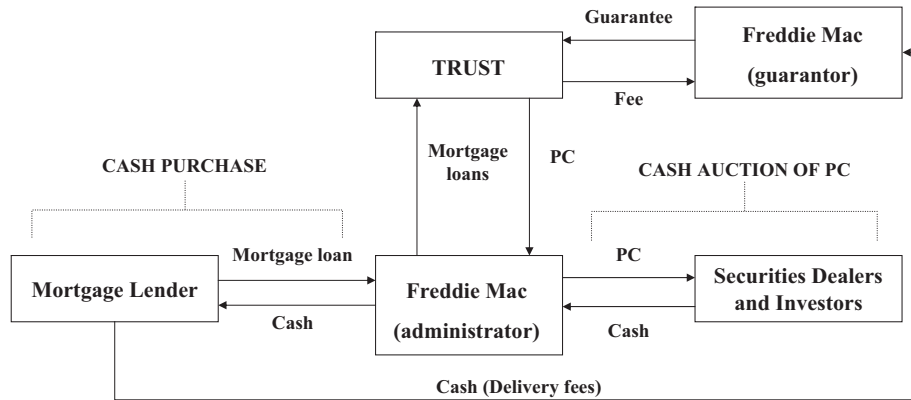 Guarantee
Freddie Mac
(guarantor)
TRUST
Fee
Mortgage
loans
PC
CASH PURCHASE
CASH AUCTION OF PC
Mortgage loan
PC
Mortgage Lender
Freddie Mac
(administrator)
Securities Dealers
and Investors
Cash
Cash
Cash (Delivery fees)